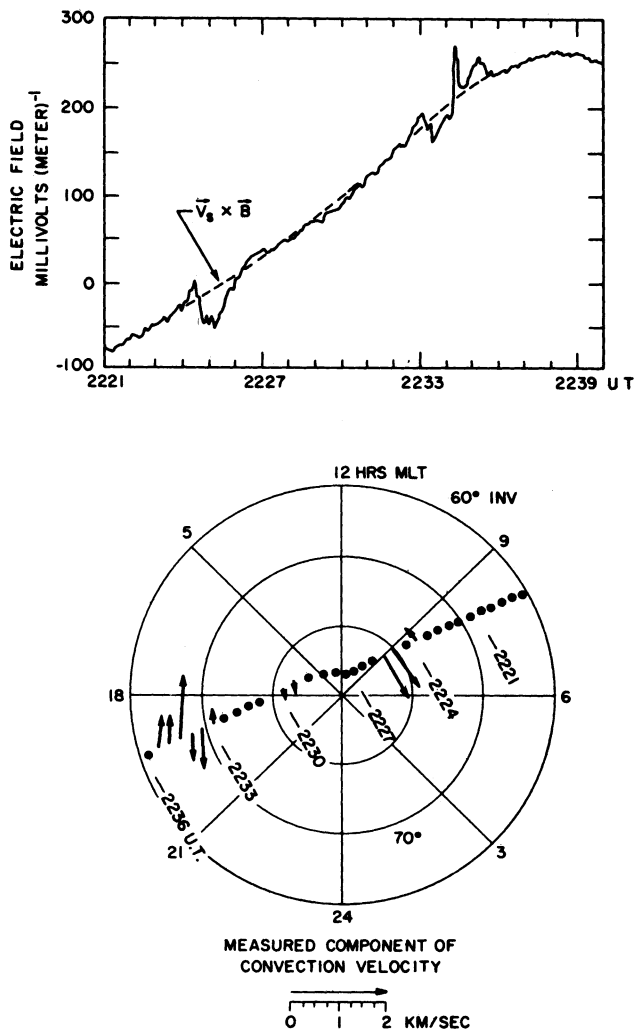 300
200
100
0
-100
ELECTRIC FIELD
MILLIVOLTS (METER)⁻¹
V⃗s × B⃗
2221 2227 2233 2239 U T
12 HRS MLT
60° INV
5
9
18
6
-2221
-2224
-2227
-2230
-2233
-2236 U.T.
21
70°
3
24
MEASURED COMPONENT OF
CONVECTION VELOCITY
0 1 2 KM/SEC